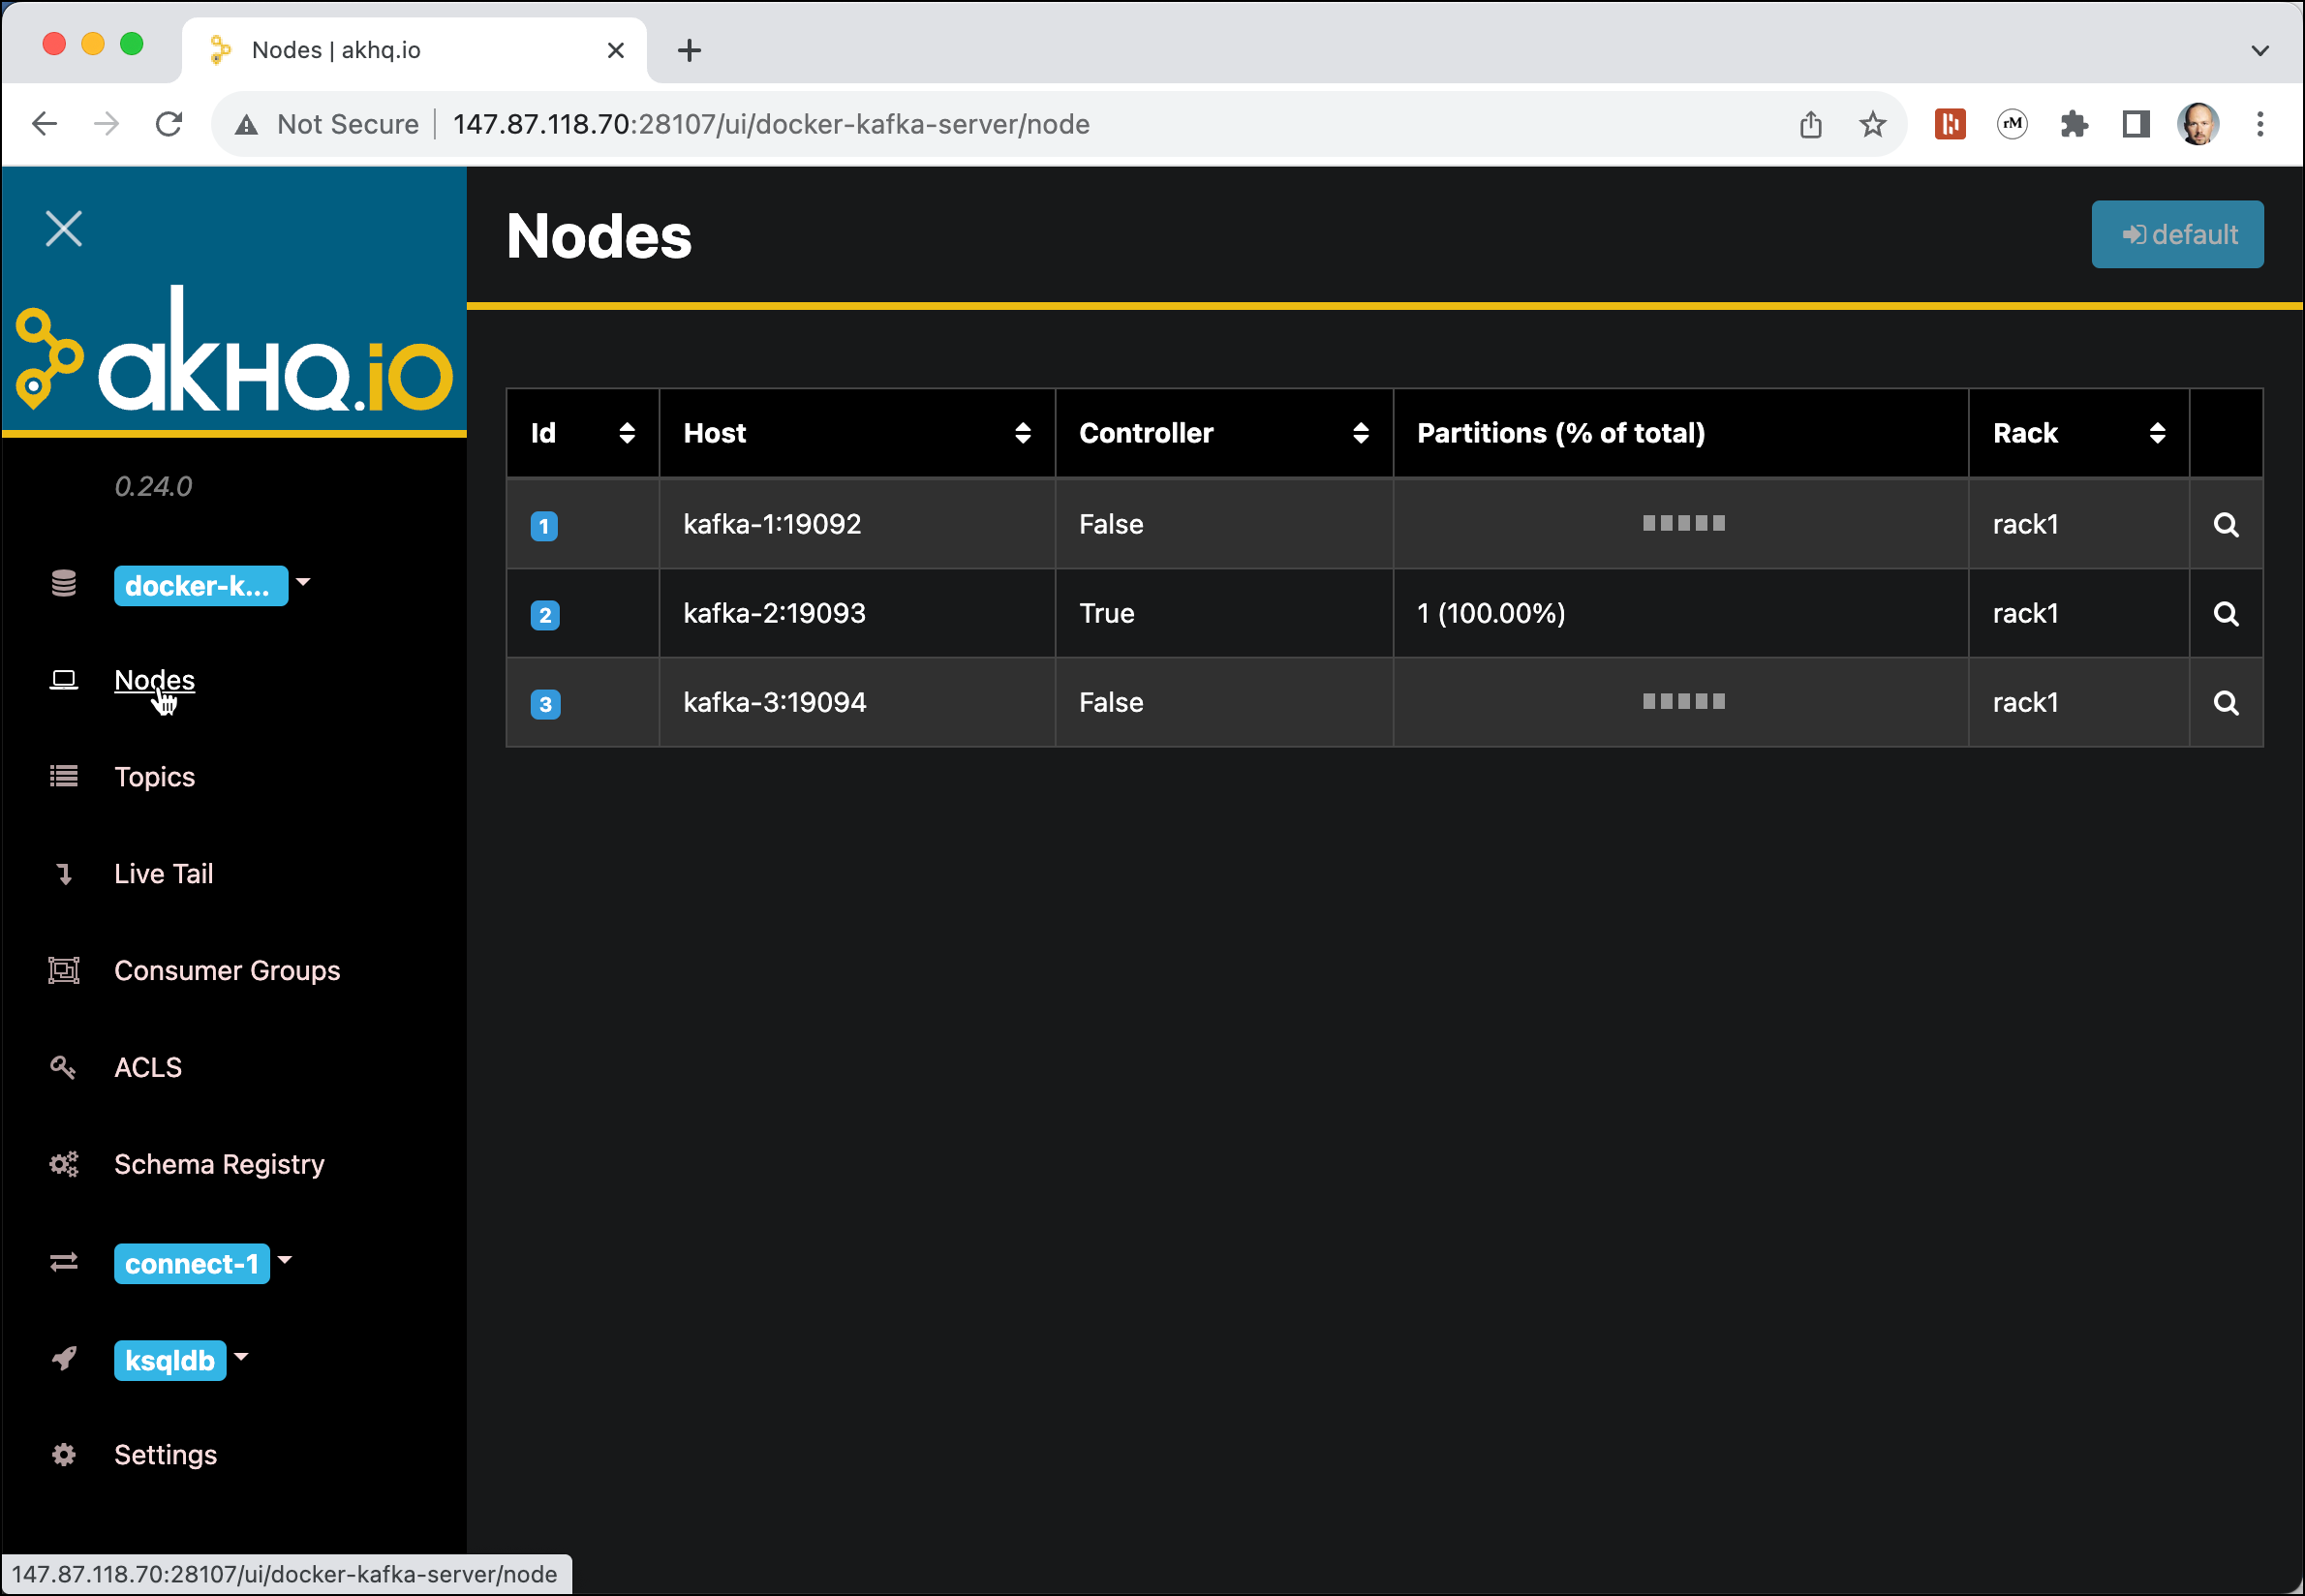 Nodes | akhq.io
Not Secure 147.87.118.70:28107/ui/docker-kafka-server/node
rM
Nodes
default
akHQ.iO
0.24.0
docker-k...
Nodes
Topics
Live Tail
Consumer Groups
ACLS
Schema Registry
connect-1
ksqldb
Settings
Id Host Controller Partitions (% of total) Rack
1 kafka-1:19092 False rack1
2 kafka-2:19093 True 1 (100.00%) rack1
3 kafka-3:19094 False rack1
147.87.118.70:28107/ui/docker-kafka-server/node